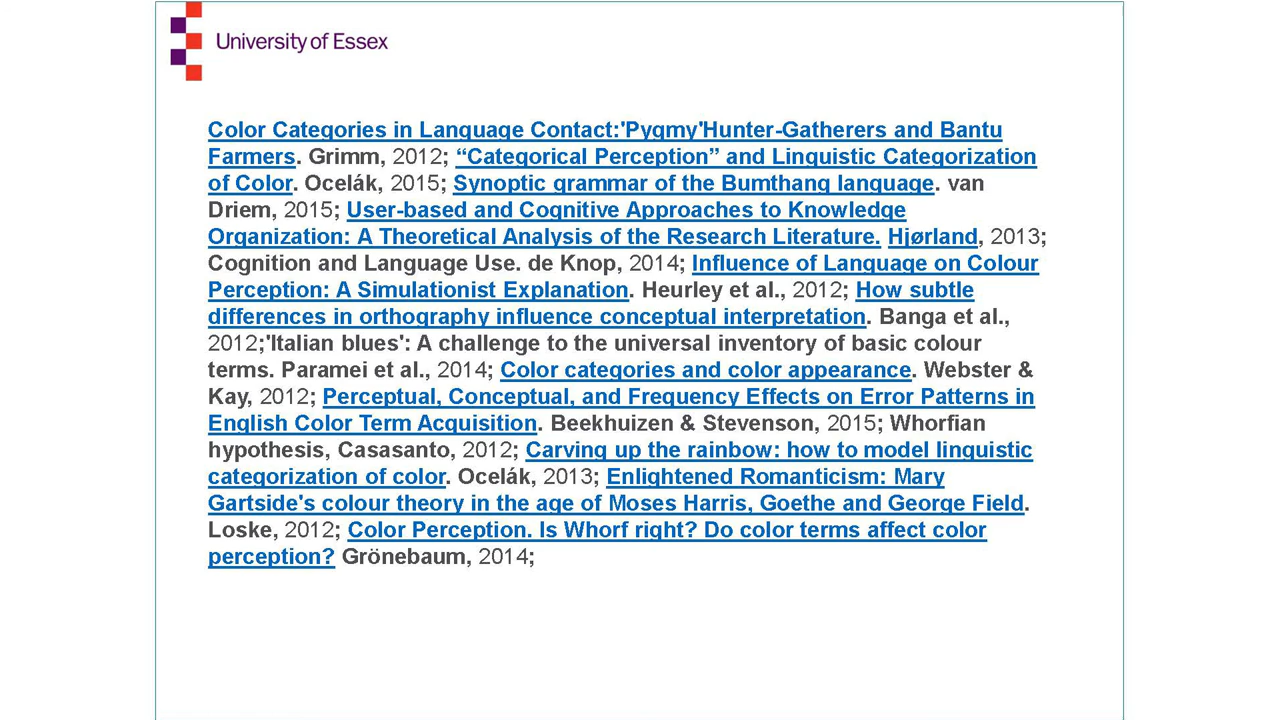 University of Essex
Color Categories in Language Contact:'Pygmy'Hunter-Gatherers and Bantu
Farmers. Grimm, 2012; “Categorical Perception” and Linguistic Categorization
of Color. Ocelák, 2015; Synoptic grammar of the Bumthang language. van
Driem, 2015; User-based and Cognitive Approaches to Knowledge
Organization: A Theoretical Analysis of the Research Literature. Hjørland, 2013;
Cognition and Language Use. de Knop, 2014; Influence of Language on Colour
Perception: A Simulationist Explanation. Heurley et al., 2012; How subtle
differences in orthography influence conceptual interpretation. Banga et al.,
2012;'Italian blues': A challenge to the universal inventory of basic colour
terms. Paramei et al., 2014; Color categories and color appearance. Webster &
Kay, 2012; Perceptual, Conceptual, and Frequency Effects on Error Patterns in
English Color Term Acquisition. Beekhuizen & Stevenson, 2015; Whorfian
hypothesis, Casasanto, 2012; Carving up the rainbow: how to model linguistic
categorization of color. Ocelák, 2013; Enlightened Romanticism: Mary
Gartside's colour theory in the age of Moses Harris, Goethe and George Field.
Loske, 2012; Color Perception. Is Whorf right? Do color terms affect color
perception? Grönebaum, 2014;